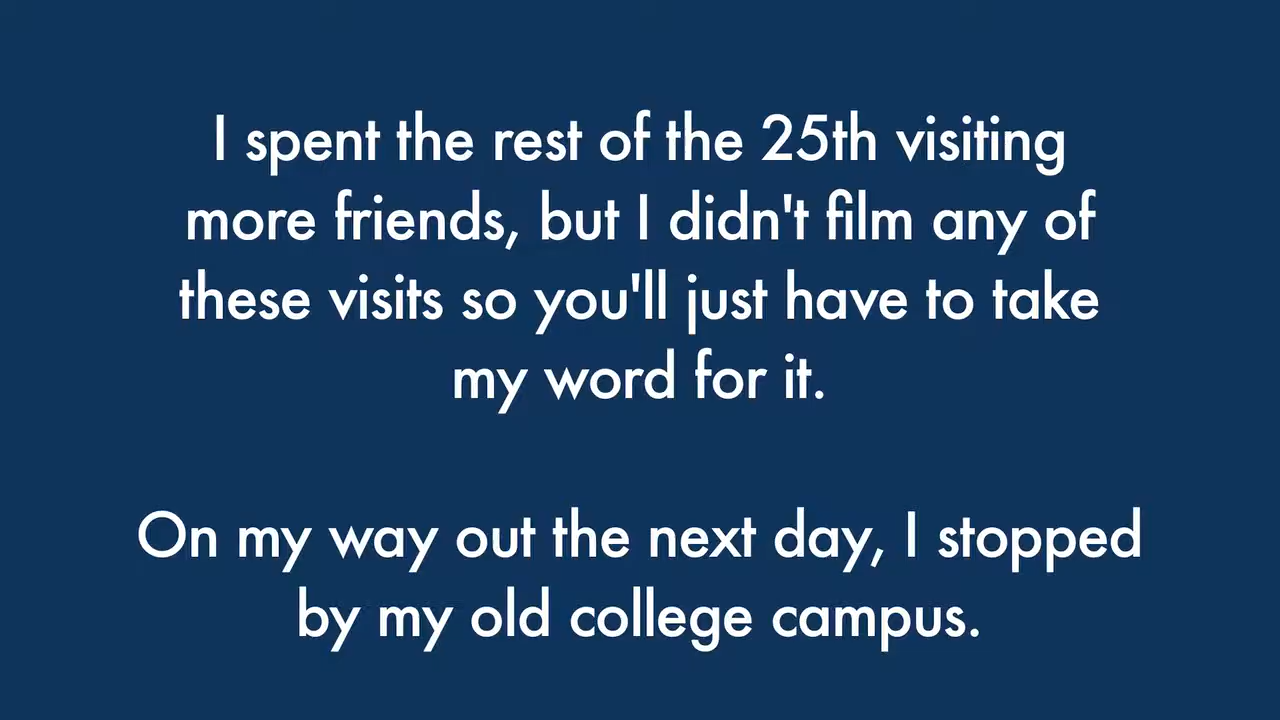 I spent the rest of the 25th visiting
more friends, but I didn't film any of
these visits so you'll just have to take
my word for it.
On my way out the next day, I stopped
by my old college campus.